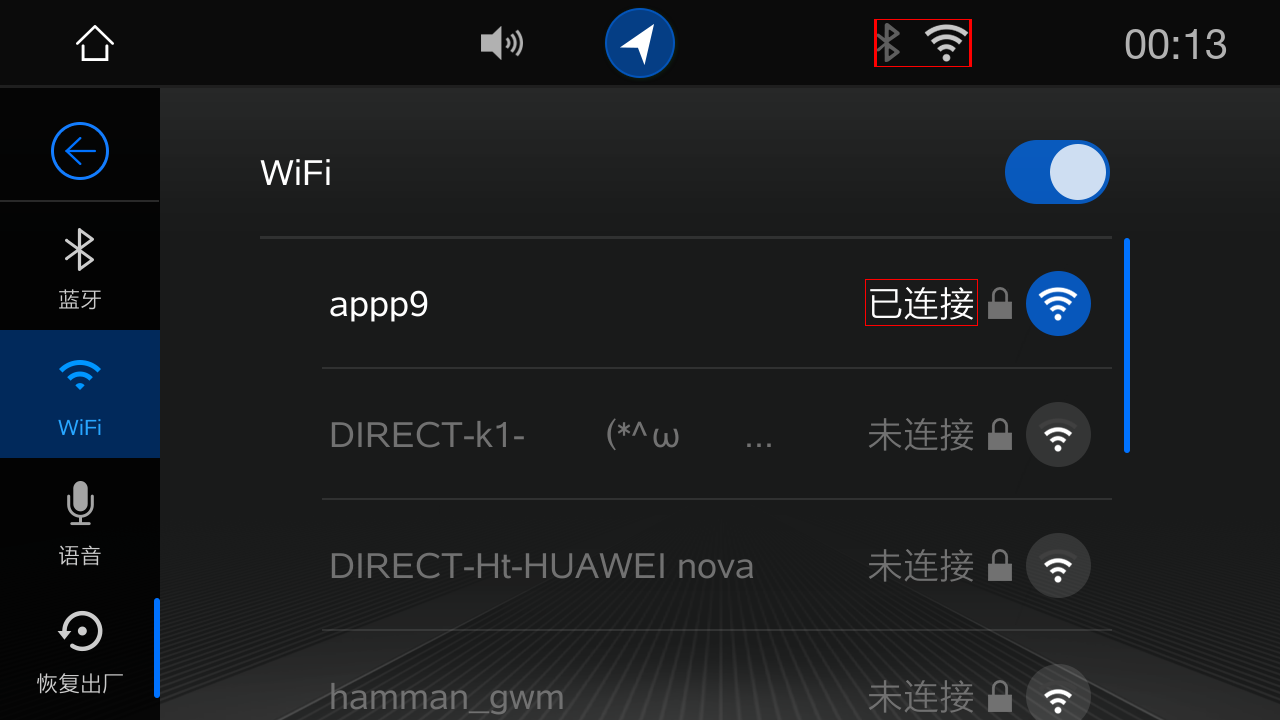 00:13
WiFi
appp9 已连接
蓝牙
DIRECT-k1- (*^ω ... 未连接
WiFi
DIRECT-Ht-HUAWEI nova 未连接
语音
hamman_gwm 未连接
恢复出厂